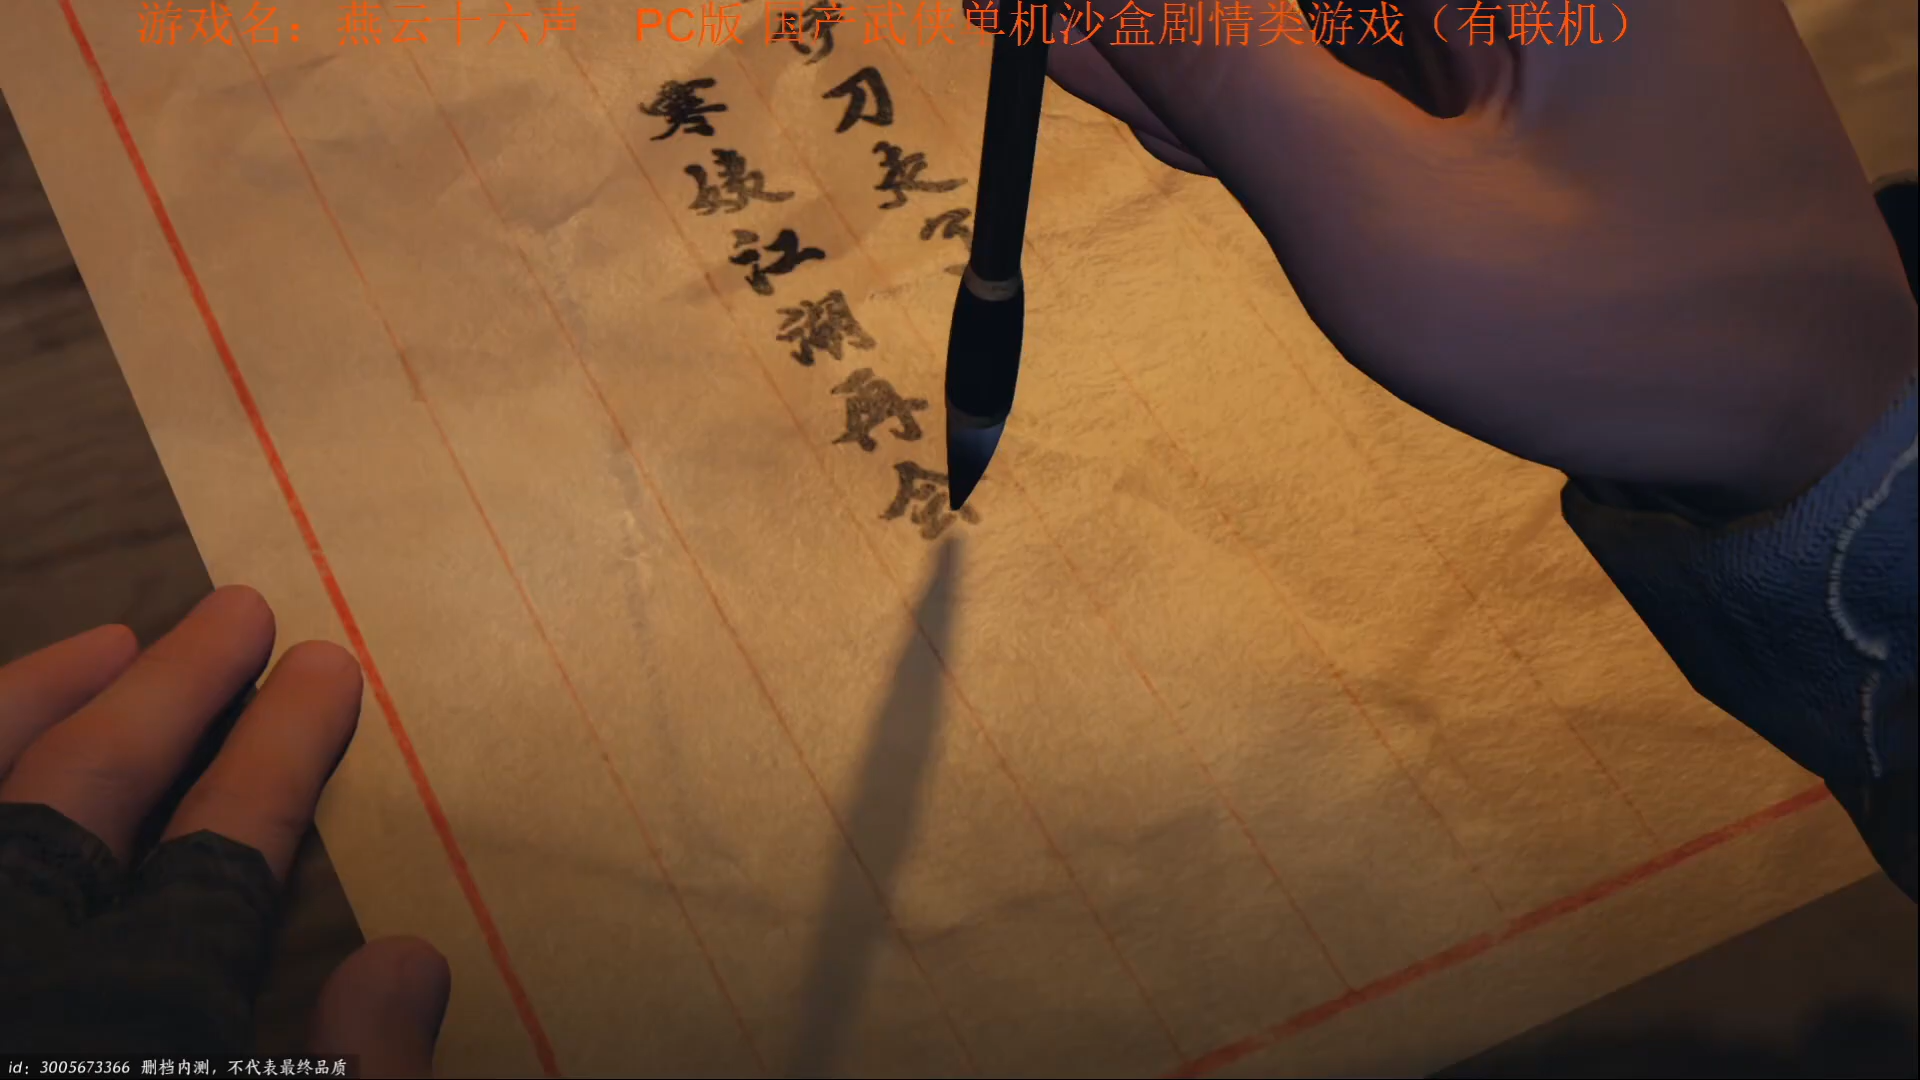 游戏名：燕云十六声 PC版 国产武侠单机沙盒剧情类游戏（有联机）
刀
江湖再会
id: 3005673366 删档内测，不代表最终品质